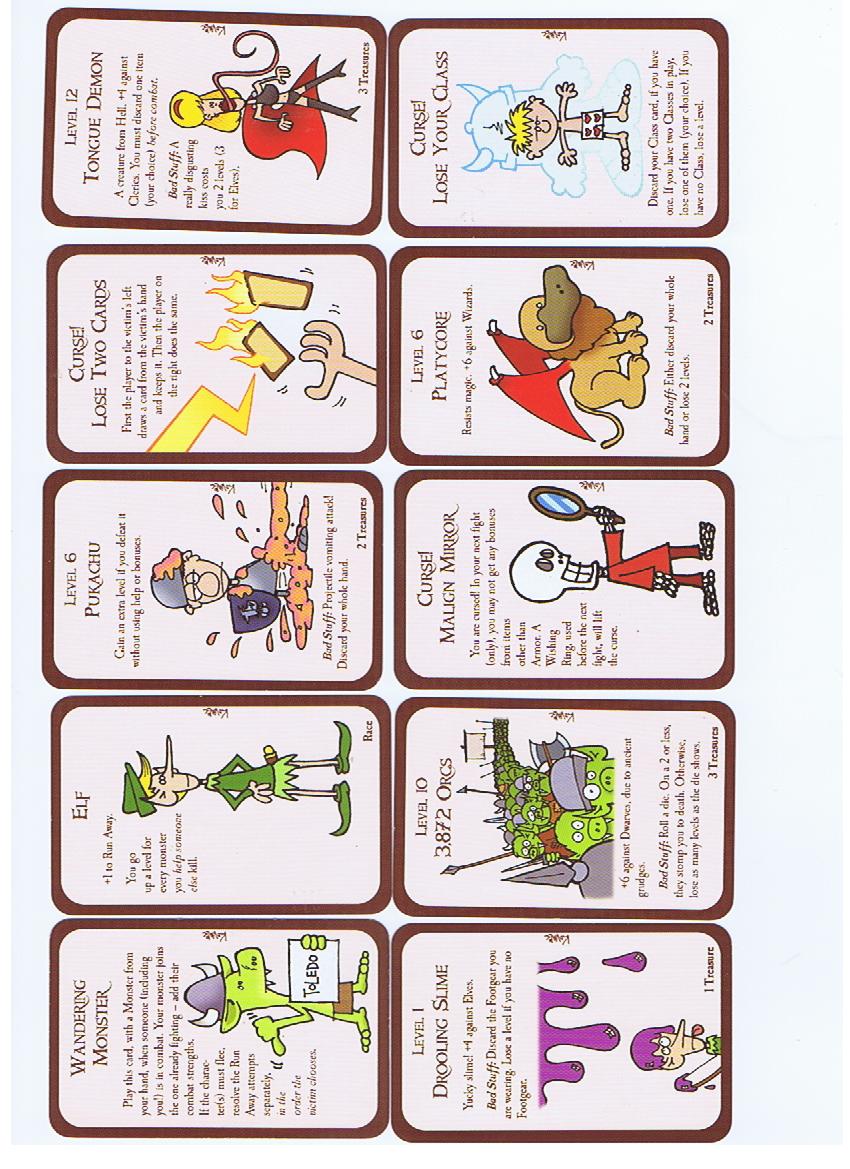 WANDERING
MONSTER
Play this card, with a Monster from
your hand, when someone (including
you!) is in combat. Your monster joins
the one already fighting – add their
combat strengths.
If the charac-
ter(s) must flee,
resolve the Run
Away attempts
separately,
in the
order the
victim chooses.
TOLEDO
ELF
+1 to Run Away.
You go
up a level for
every monster
you help someone
else kill.
Race
LEVEL 6
PUKACHU
Gain an extra level if you defeat it
without using help or bonuses.
Bad Stuff: Projectile vomiting attack!
Discard your whole hand.
2 Treasures
CURSE!
LOSE TWO CARDS
First the player to the victim's left
draws a card from the victim's hand
and keeps it. Then the player on
the right does the same.
LEVEL 12
TONGUE DEMON
A creature from Hell. +4 against
Clerics. You must discard one item
(your choice) before combat.
Bad Stuff: A
really disgusting
kiss costs
you 2 levels (3
for Elves).
3 Treasures
LEVEL 1
DROOLING SLIME
Yucky slime! +4 against Elves.
Bad Stuff: Discard the Footgear you
are wearing. Lose a level if you have no
Footgear.
1 Treasure
LEVEL 10
3,872 ORCS
+6 against Dwarves, due to ancient
grudges.
Bad Stuff: Roll a die. On a 2 or less,
they stomp you to death. Otherwise,
lose as many levels as the die shows.
3 Treasures
CURSE!
MALIGN MIRROR
You are cursed! In your next fight
(only), you may not get any bonuses
from items
other than
Armor. A
Wishing
Ring, used
before the next
fight, will lift
the curse.
LEVEL 6
PLATYCORE
Resists magic. +6 against Wizards.
Bad Stuff: Either discard your whole
hand or lose 2 levels.
2 Treasures
CURSE!
LOSE YOUR CLASS
Discard your Class card, if you have
one. If you have two Classes in play,
lose one of them (your choice). If you
have no Class, lose a level.